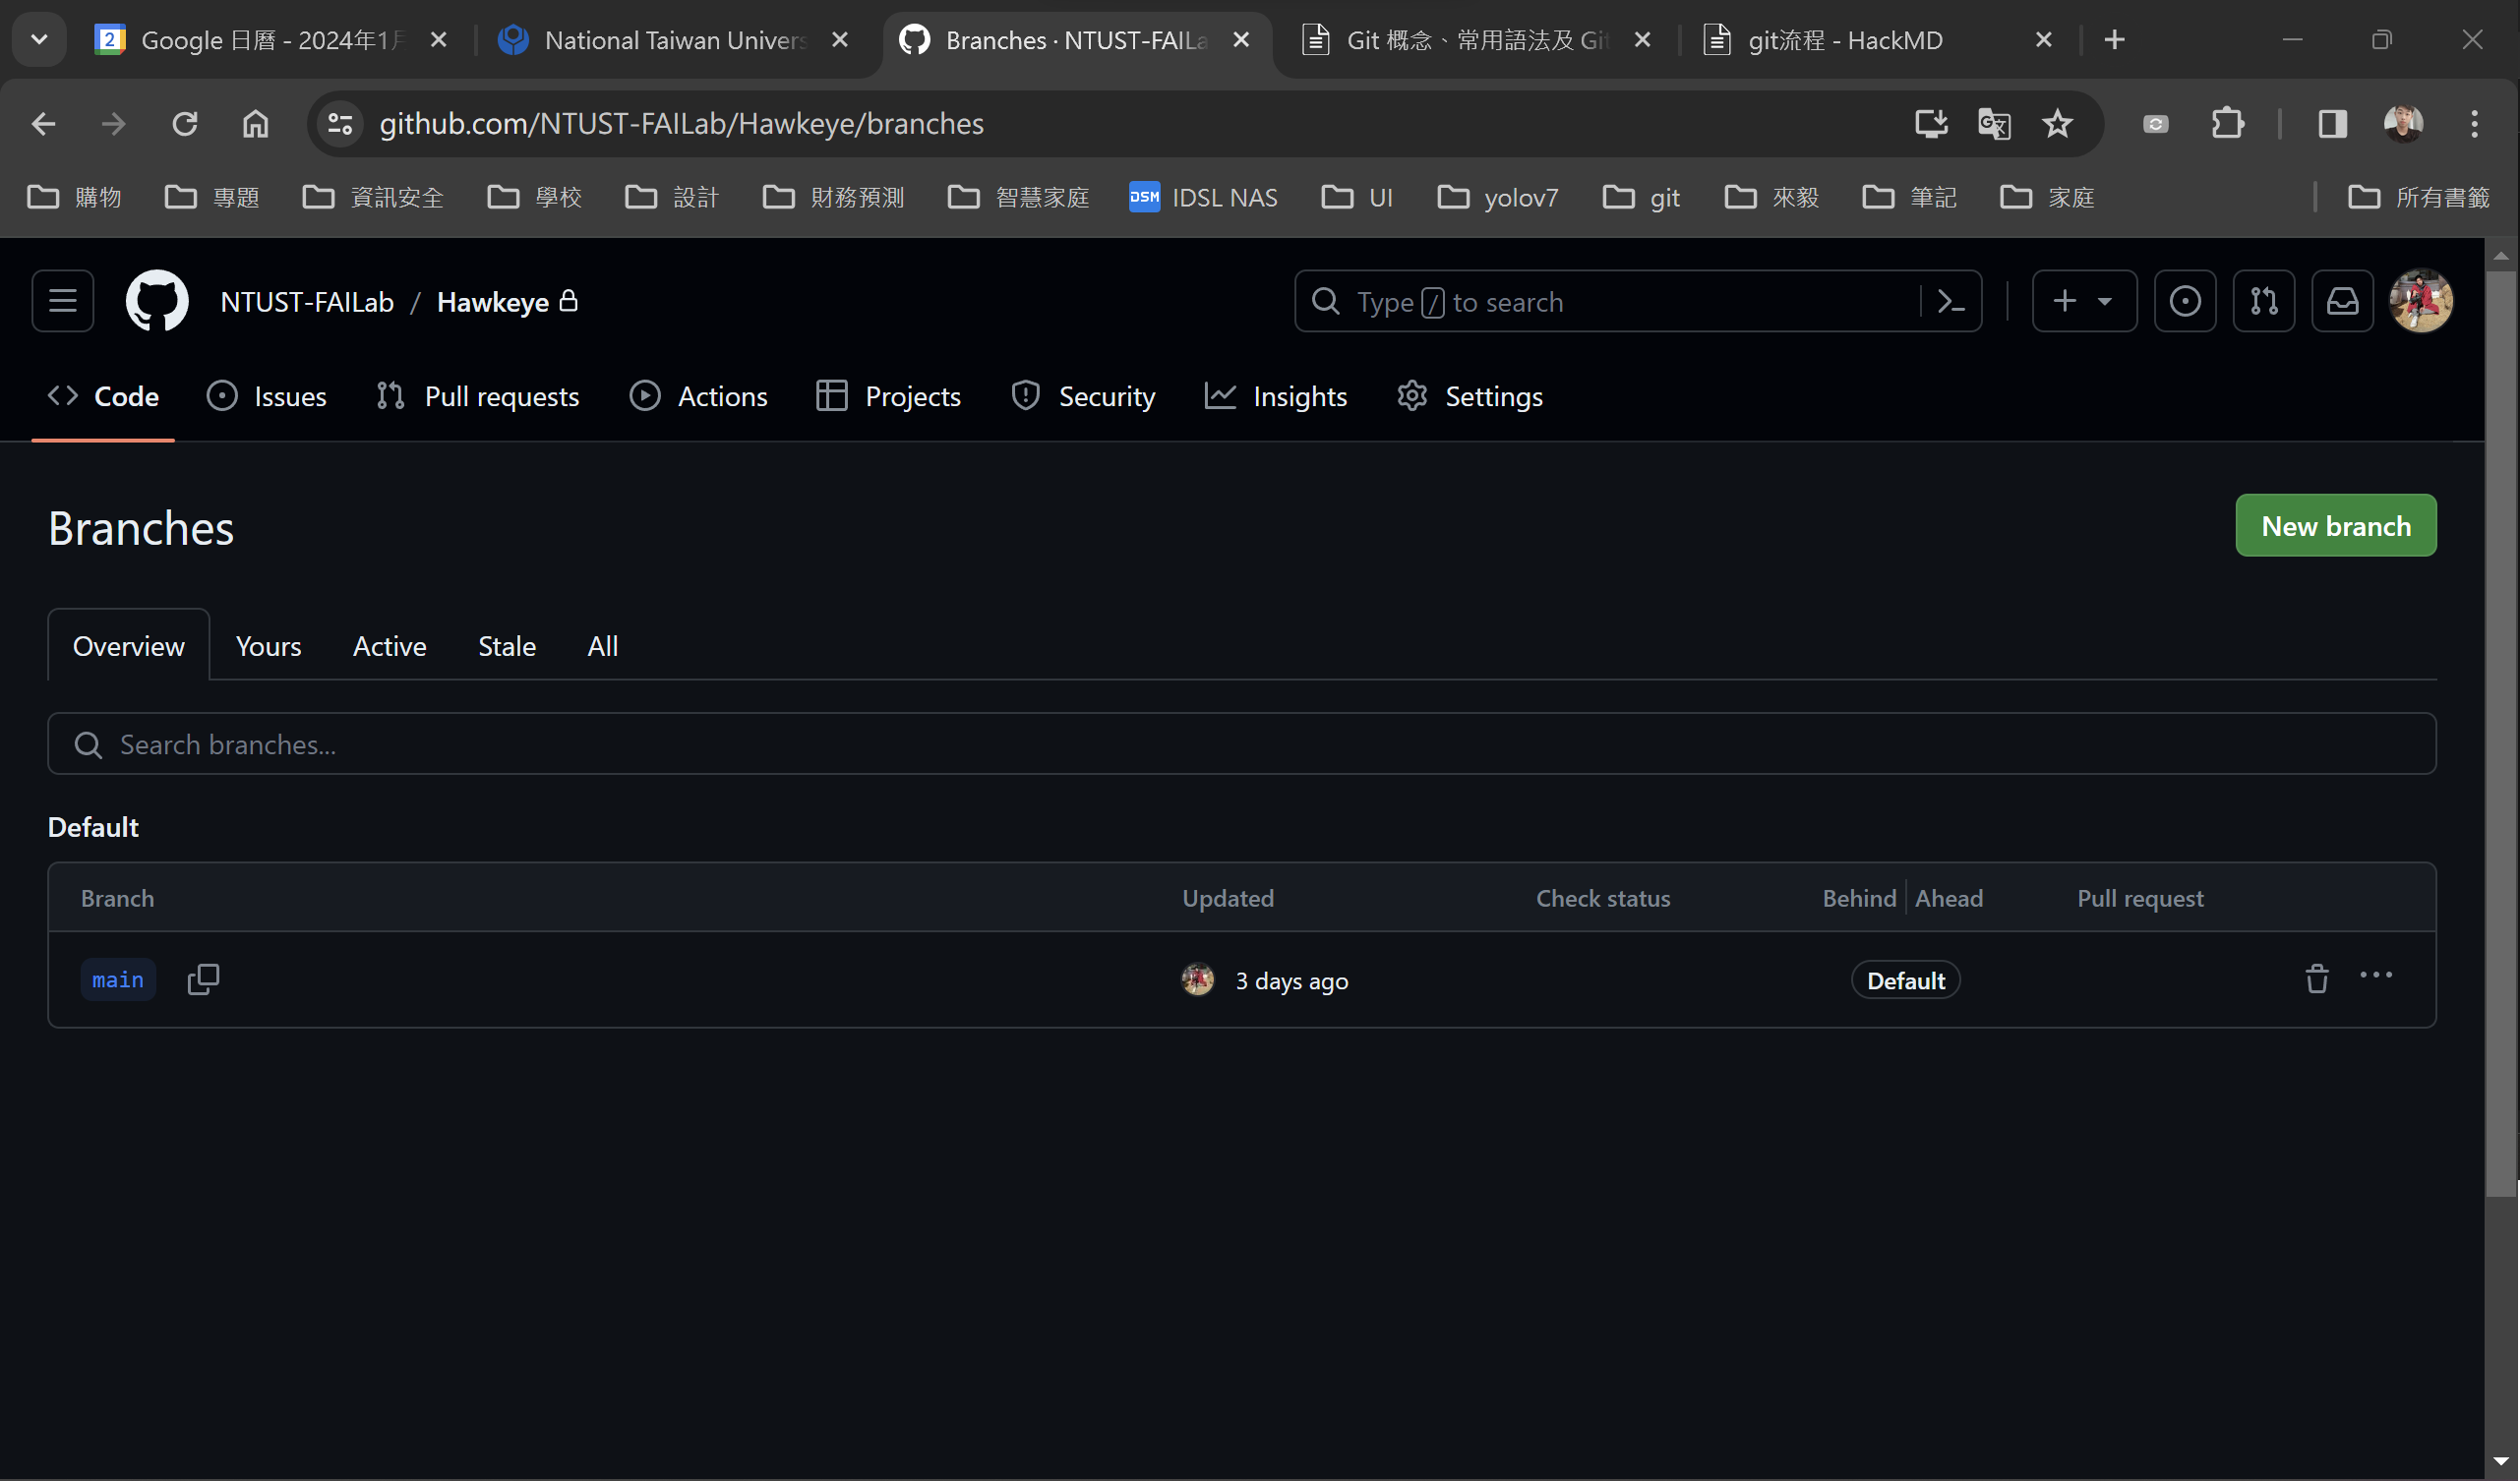 Google 日曆 - 2024年1月
National Taiwan Univers
Branches · NTUST-FAILa
Git 概念、常用語法及 Git
git流程 - HackMD
github.com/NTUST-FAILab/Hawkeye/branches
購物 專題 資訊安全 學校 設計 財務預測 智慧家庭 DSM IDSL NAS UI yolov7 git 來毅 筆記 家庭 所有書籤
NTUST-FAILab / Hawkeye
Type / to search
Code Issues Pull requests Actions Projects Security Insights Settings
Branches
New branch
Overview Yours Active Stale All
Search branches...
Default
Branch Updated Check status Behind Ahead Pull request
main 3 days ago Default